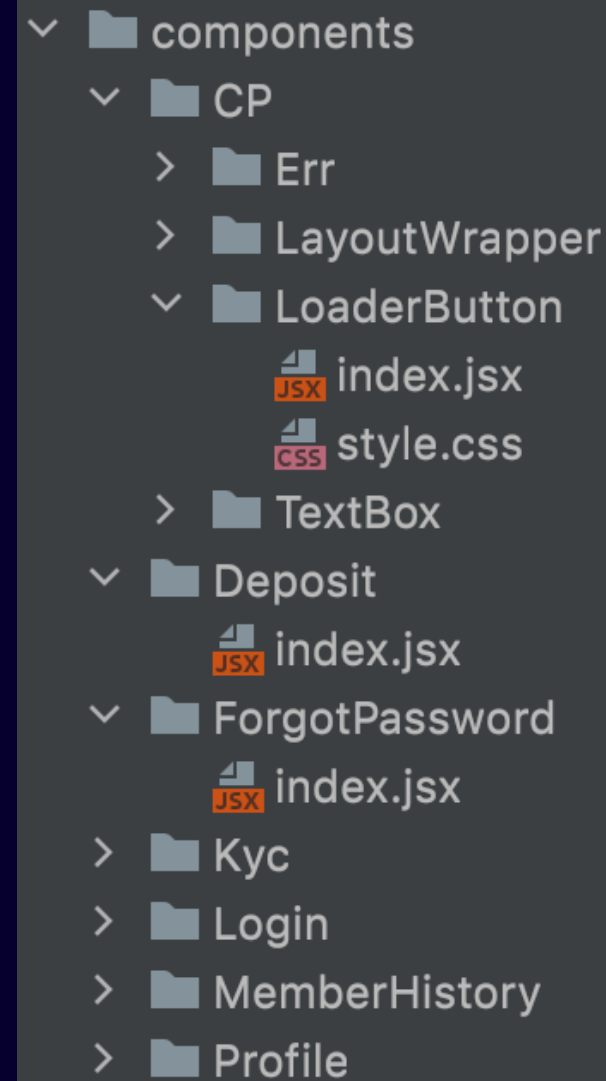 components
CP
Err
LayoutWrapper
LoaderButton
JSX index.jsx
CSS style.css
TextBox
Deposit
JSX index.jsx
ForgotPassword
JSX index.jsx
Kyc
Login
MemberHistory
Profile